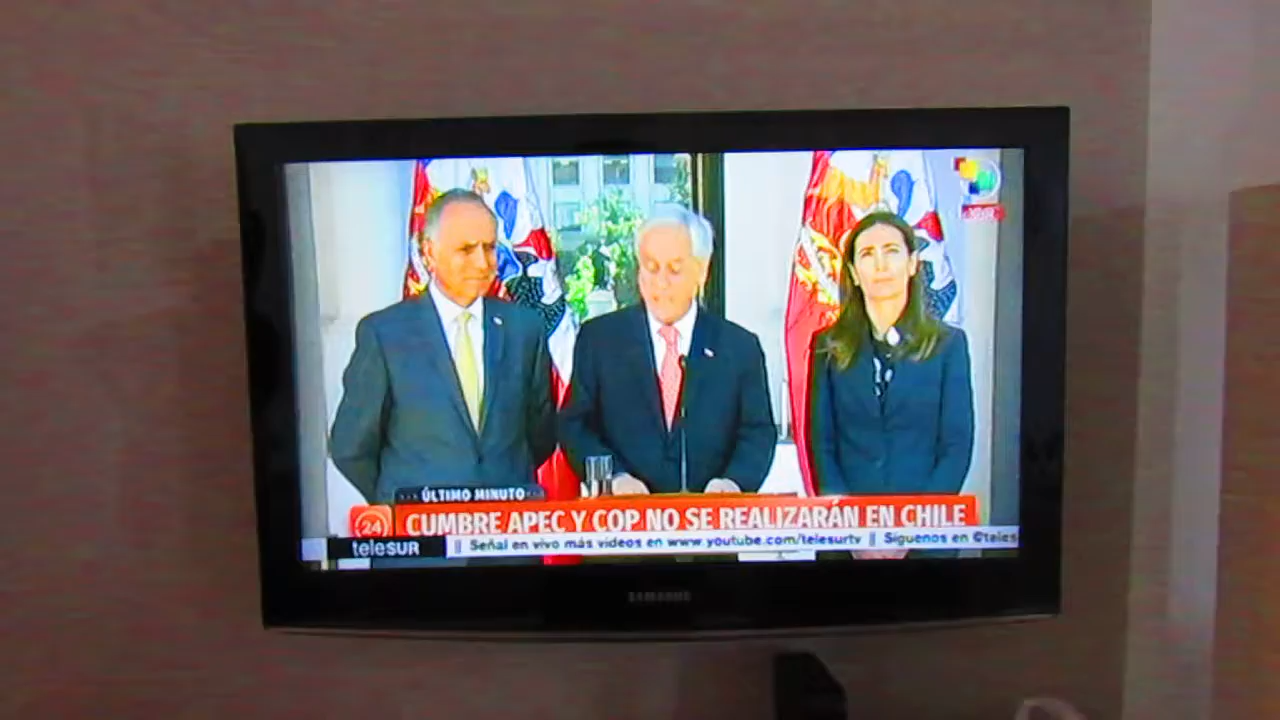 ÚLTIMO MINUTO
24
CUMBRE APEC Y COP NO SE REALIZARÁN EN CHILE
teleSUR
|| Señal en vivo más videos en www.youtube.com/telesurtv || Síguenos en @teles
SAMSUNG